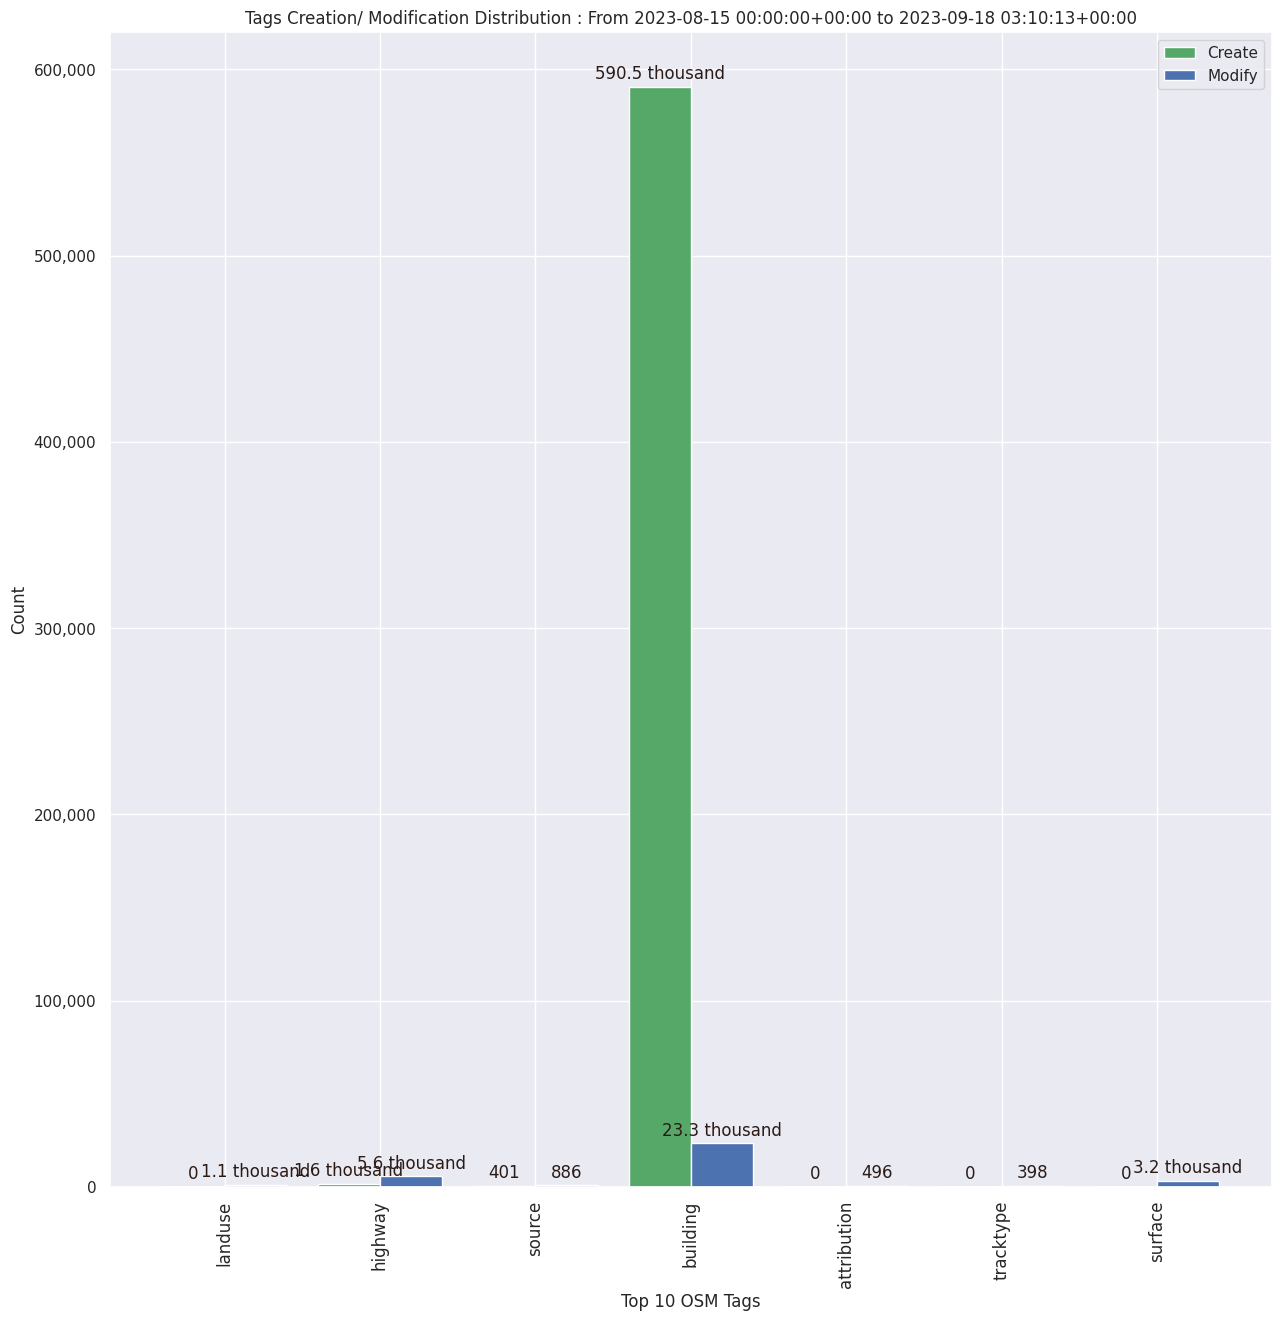 Tags Creation/ Modification Distribution : From 2023-08-15 00:00:00+00:00 to 2023-09-18 03:10:13+00:00
Create
Modify
600,000
500,000
400,000
300,000
200,000
100,000
0
Count
590.5 thousand
23.3 thousand
0
1.1 thousand
1.6 thousand
5.6 thousand
401
886
0
496
0
398
0
3.2 thousand
landuse
highway
source
building
attribution
tracktype
surface
Top 10 OSM Tags